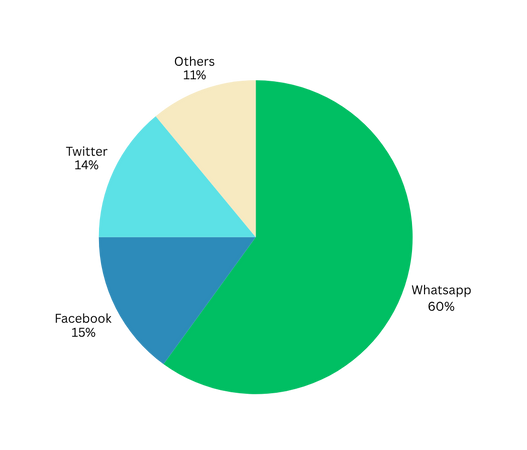 Others
11%
Twitter
14%
Whatsapp
60%
Facebook
15%